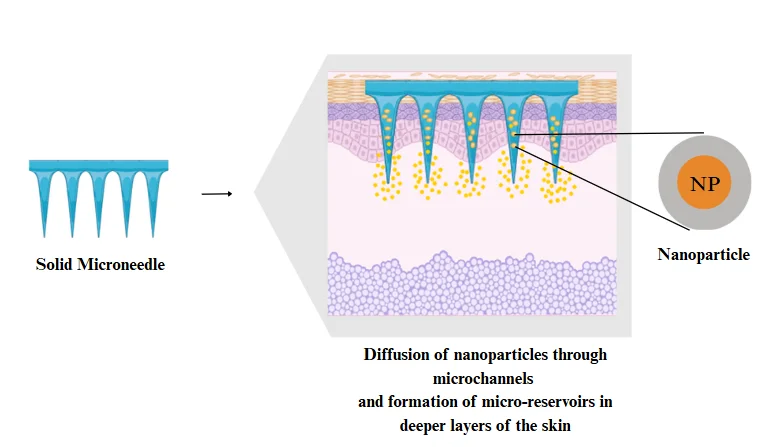 Solid Microneedle
NP
Nanoparticle
Diffusion of nanoparticles through
microchannels
and formation of micro-reservoirs in
deeper layers of the skin